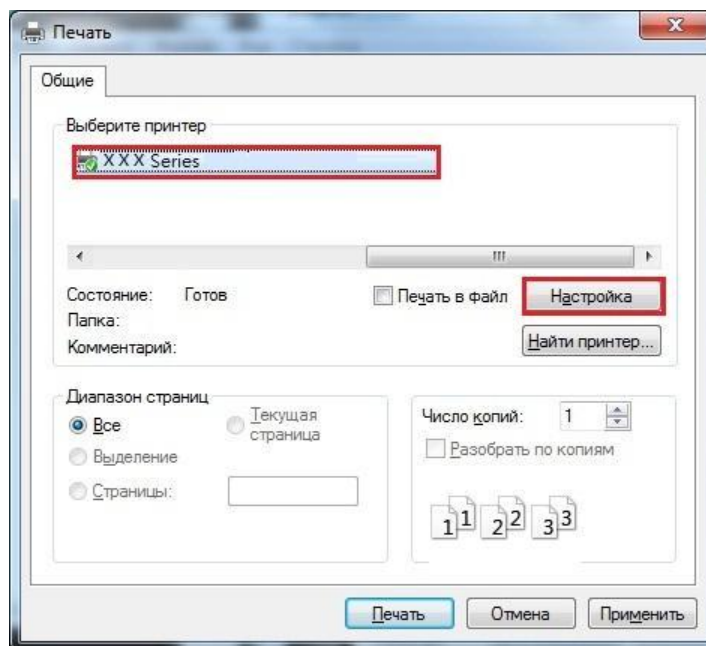 Печать
Общие
Выберите принтер
X X X Series
Состояние: Готов
Печать в файл
Настройка
Папка:
Комментарий:
Найти принтер...
Диапазон страниц
Все
Текущая
страница
Выделение
Страницы:
Число копий: 1
Разобрать по копиям
1 1 2 2 3 3
Печать
Отмена
Применить